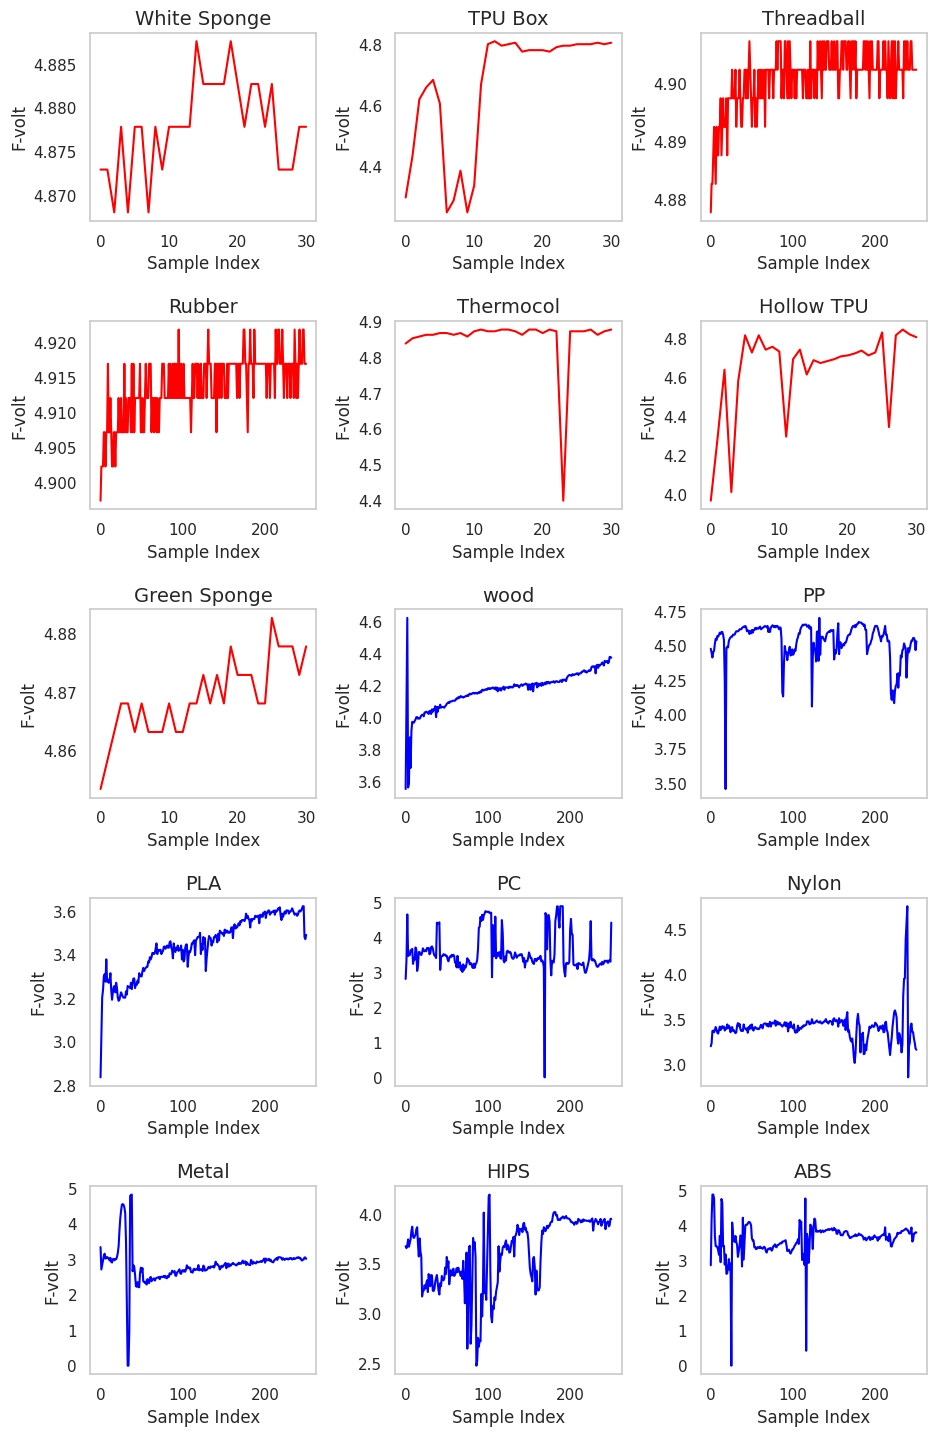 White Sponge
F-volt
4.885
4.880
4.875
4.870
0 10 20 30
Sample Index
TPU Box
F-volt
4.8
4.6
4.4
0 10 20 30
Sample Index
Threadball
F-volt
4.90
4.89
4.88
0 100 200
Sample Index
Rubber
F-volt
4.920
4.915
4.910
4.905
4.900
0 100 200
Sample Index
Thermocol
F-volt
4.9
4.8
4.7
4.6
4.5
4.4
0 10 20 30
Sample Index
Hollow TPU
F-volt
4.8
4.6
4.4
4.2
4.0
0 10 20 30
Sample Index
Green Sponge
F-volt
4.88
4.87
4.86
0 10 20 30
Sample Index
wood
F-volt
4.6
4.4
4.2
4.0
3.8
3.6
0 100 200
Sample Index
PP
F-volt
4.75
4.50
4.25
4.00
3.75
3.50
0 100 200
Sample Index
PLA
F-volt
3.6
3.4
3.2
3.0
2.8
0 100 200
Sample Index
PC
F-volt
5
4
3
2
1
0
0 100 200
Sample Index
Nylon
F-volt
4.5
4.0
3.5
3.0
0 100 200
Sample Index
Metal
F-volt
5
4
3
2
1
0
0 100 200
Sample Index
HIPS
F-volt
4.0
3.5
3.0
2.5
0 100 200
Sample Index
ABS
F-volt
5
4
3
2
1
0
0 100 200
Sample Index